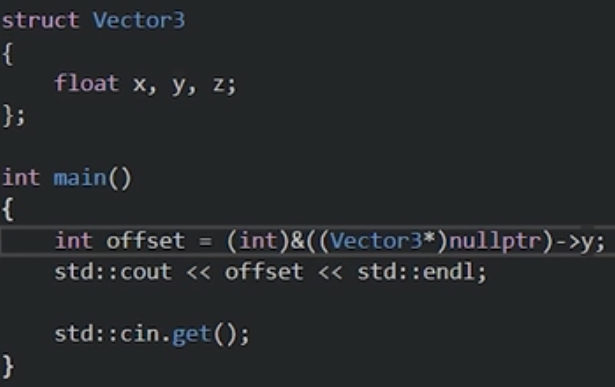 struct Vector3
{
    float x, y, z;
};

int main()
{
    int offset = (int)&((Vector3*)nullptr)->y;
    std::cout << offset << std::endl;

    std::cin.get();
}